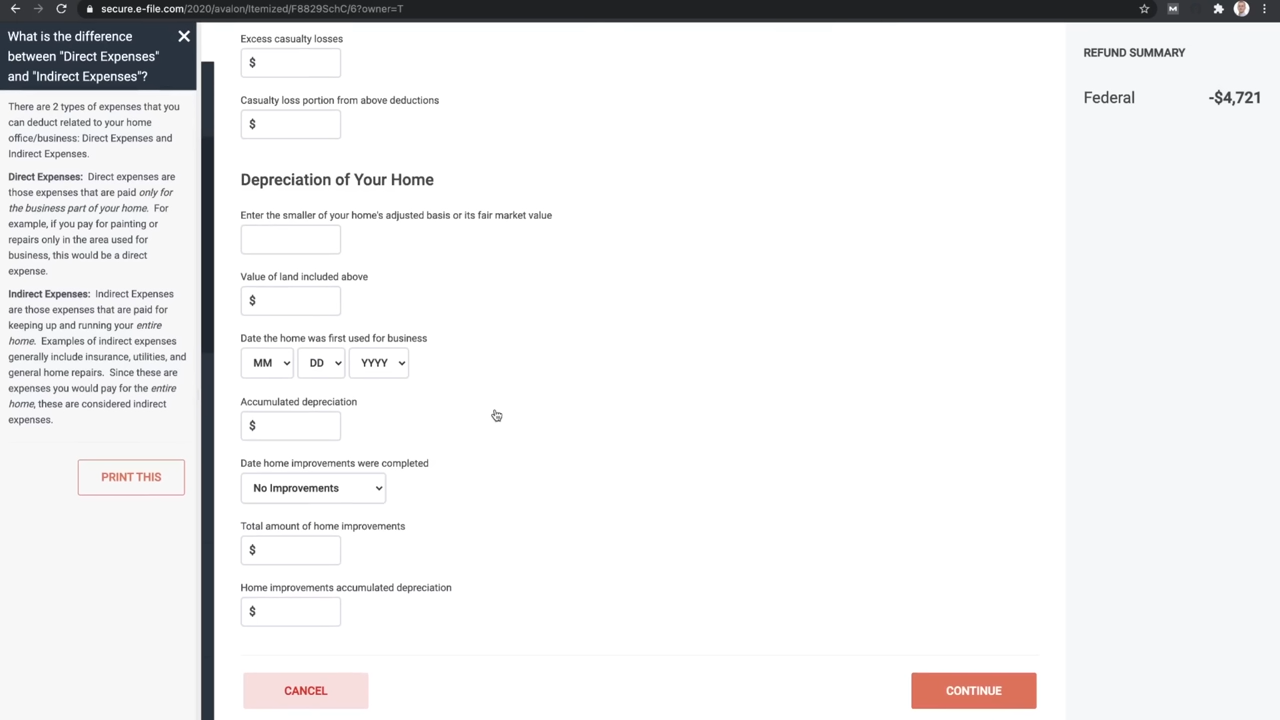 secure.e-file.com/2020/avalon/Itemized/F8829SchC/6?owner=T
What is the difference
between "Direct Expenses"
and "Indirect Expenses"?
There are 2 types of expenses that you
can deduct related to your home
office/business: Direct Expenses and
Indirect Expenses.
Direct Expenses: Direct expenses are
those expenses that are paid only for
the business part of your home. For
example, if you pay for painting or
repairs only in the area used for
business, this would be a direct
expense.
Indirect Expenses: Indirect Expenses
are those expenses that are paid for
keeping up and running your entire
home. Examples of indirect expenses
generally include insurance, utilities, and
general home repairs. Since these are
expenses you would pay for the entire
home, these are considered indirect
expenses.
PRINT THIS
Excess casualty losses
$
Casualty loss portion from above deductions
$
Depreciation of Your Home
Enter the smaller of your home's adjusted basis or its fair market value
Value of land included above
$
Date the home was first used for business
MM DD YYYY
Accumulated depreciation
$
Date home improvements were completed
No Improvements
Total amount of home improvements
$
Home improvements accumulated depreciation
$
CANCEL
CONTINUE
REFUND SUMMARY
Federal -$4,721